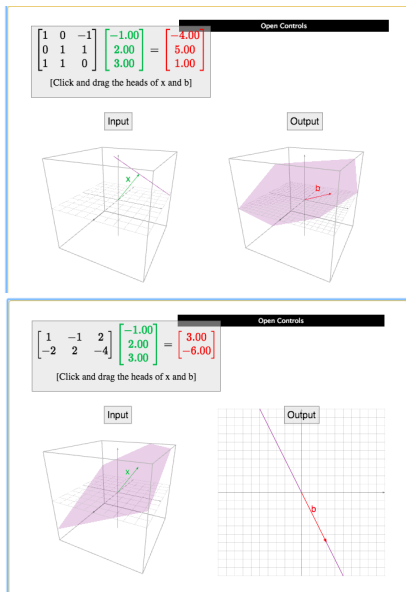 Open Controls
[1 0 -1] [-1.00] [-4.00]
[0 1 1] [2.00] = [5.00]
[1 1 0] [3.00] [1.00]
[Click and drag the heads of x and b]
Input Output
x b
Open Controls
[1 -1 2] [-1.00] [3.00]
[-2 2 -4] [2.00] = [-6.00]
[3.00]
[Click and drag the heads of x and b]
Input Output
x b